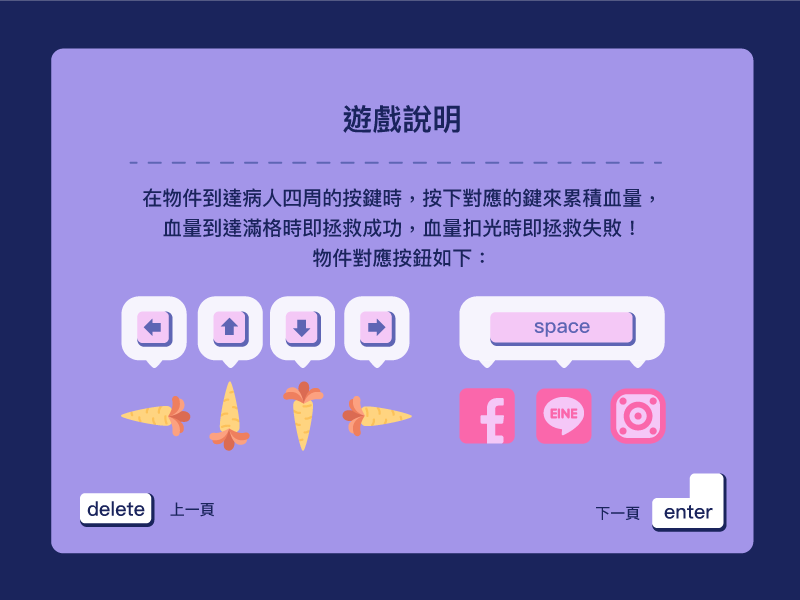 遊戲說明
在物件到達病人四周的按鍵時，按下對應的鍵來累積血量，
血量到達滿格時即拯救成功，血量扣光時即拯救失敗！
物件對應按鈕如下：
space
EINE
delete 上一頁
下一頁 enter